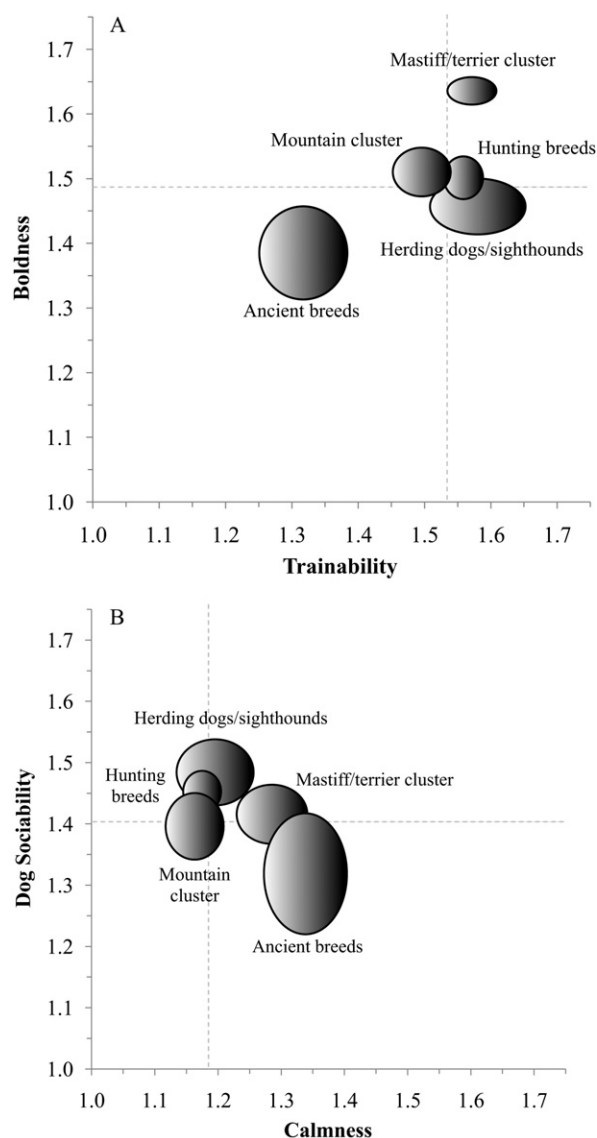 A
1.7
Mastiff/terrier cluster
1.6
Mountain cluster
Hunting breeds
1.5
Boldness
1.4
Herding dogs/sighthounds
1.3
Ancient breeds
1.2
1.1
1.0
1.0 1.1 1.2 1.3 1.4 1.5 1.6 1.7
Trainability
B
1.7
1.6
Herding dogs/sighthounds
1.5
Hunting
breeds
Mastiff/terrier cluster
1.4
Dog Sociability
Mountain
cluster
1.3
Ancient breeds
1.2
1.1
1.0
1.0 1.1 1.2 1.3 1.4 1.5 1.6 1.7
Calmness